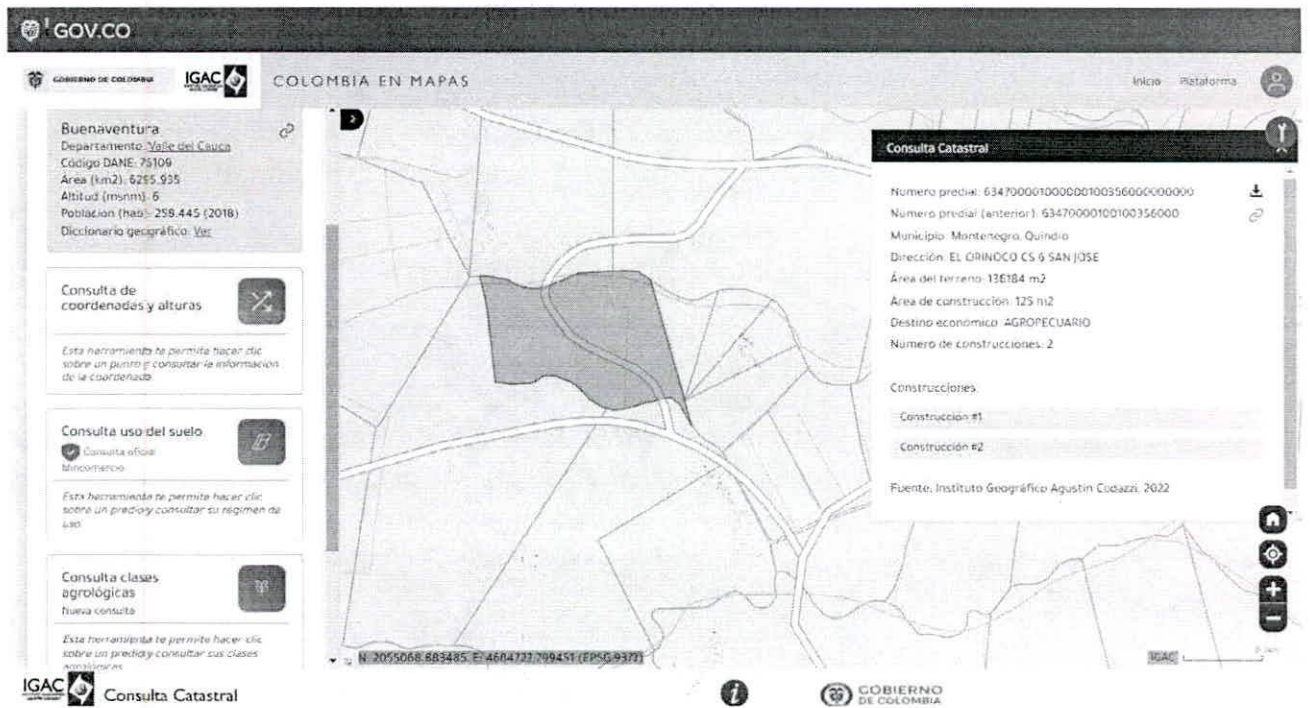 GOV.CO
GOBIERNO DE COLOMBIA
IGAC
COLOMBIA EN MAPAS
Inicio
Plataforma
Buenaventura
Departamento: Valle del Cauca
Código DANE: 76109
Área (km2): 6295.935
Altitud (msnm): 6
Población (hab): 258.445 (2018)
Diccionario geográfico: Ver
Consulta de
coordenadas y alturas
Esta herramienta te permite hacer clic
sobre un punto y consultar la información
de la coordenada.
Consulta uso del suelo
Consulta oficial
Mincomercio
Esta herramienta te permite hacer clic
sobre un predio y consultar su régimen de
uso
Consulta clases
agrológicas
Nueva consulta
Esta herramienta te permite hacer clic
sobre un predio y consultar sus clases
agrológicas
Consulta Catastral
Numero predial: 634700001000000100356000000000
Numero predial (anterior): 63470000100100356000
Municipio: Montenegro, Quindio
Dirección: EL ORINOCO CS 6 SAN JOSE
Área del terreno: 136184 m2
Área de construcción: 125 m2
Destino económico: AGROPECUARIO
Número de construcciones: 2
Construcciones:
Construcción #1
Construcción #2
Fuente: Instituto Geográfico Agustin Codazzi, 2022
N: 2055068.883485, E: 4684727.799451 (EPSG:9377)
IGAC
IGAC
Consulta Catastral
GOBIERNO
DE COLOMBIA